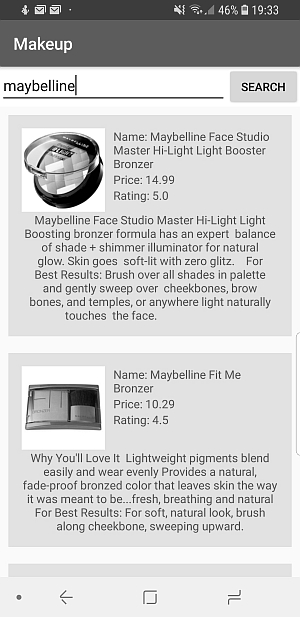 46% 19:33
Makeup
maybelline
SEARCH
Name: Maybelline Face Studio
Master Hi-Light Light Booster
Bronzer
Price: 14.99
Rating: 5.0
Maybelline Face Studio Master Hi-Light Light
Boosting bronzer formula has an expert balance
of shade + shimmer illuminator for natural
glow. Skin goes soft-lit with zero glitz. For
Best Results: Brush over all shades in palette
and gently sweep over cheekbones, brow
bones, and temples, or anywhere light naturally
touches the face.
Name: Maybelline Fit Me
Bronzer
Price: 10.29
Rating: 4.5
Why You'll Love It Lightweight pigments blend
easily and wear evenly Provides a natural,
fade-proof bronzed color that leaves skin the way
it was meant to be...fresh, breathing and natural
For Best Results: For soft, natural look, brush
along cheekbone, sweeping upward.